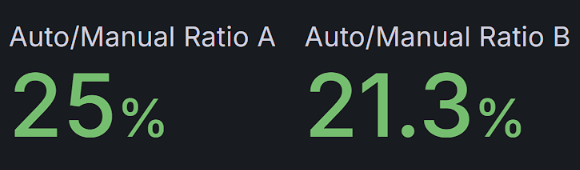 Auto/Manual Ratio A
25%
Auto/Manual Ratio B
21.3%